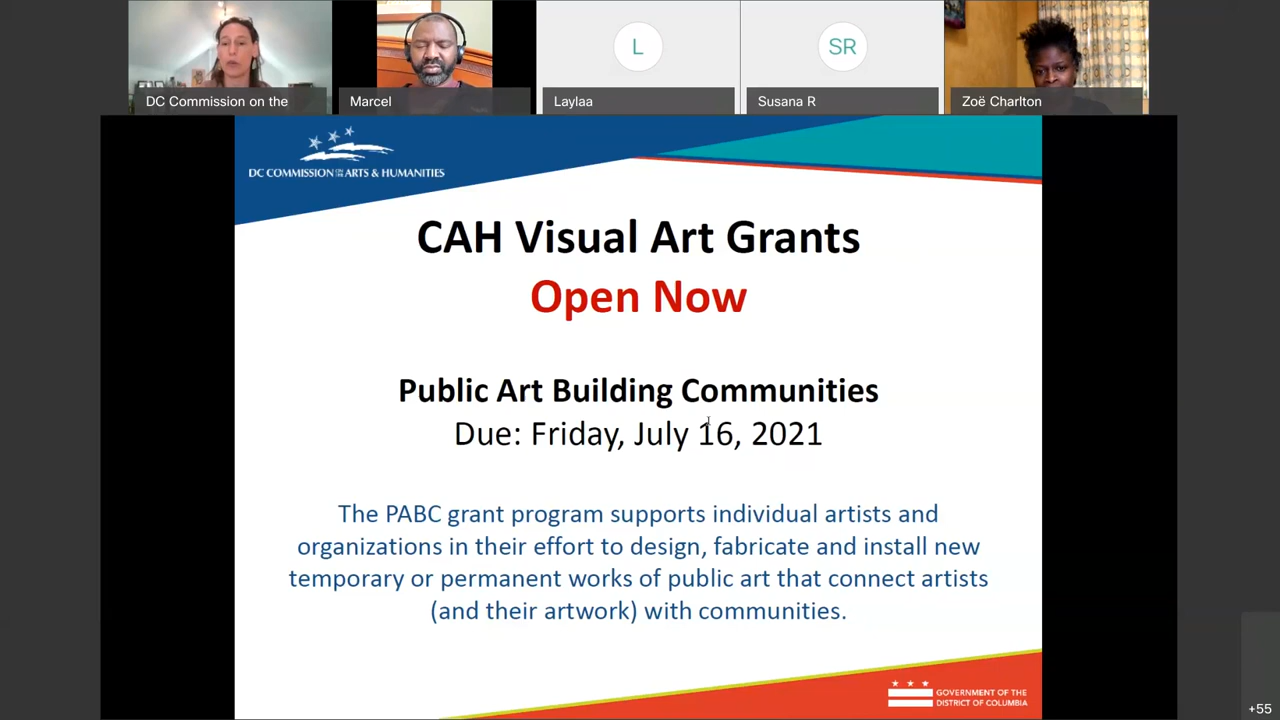 L
SR
DC Commission on the
Marcel
Laylaa
Susana R
Zoë Charlton
DC COMMISSION ON THE ARTS & HUMANITIES
CAH Visual Art Grants
Open Now
Public Art Building Communities
Due: Friday, July 16, 2021
The PABC grant program supports individual artists and
organizations in their effort to design, fabricate and install new
temporary or permanent works of public art that connect artists
(and their artwork) with communities.
GOVERNMENT OF THE
DISTRICT OF COLUMBIA
+55